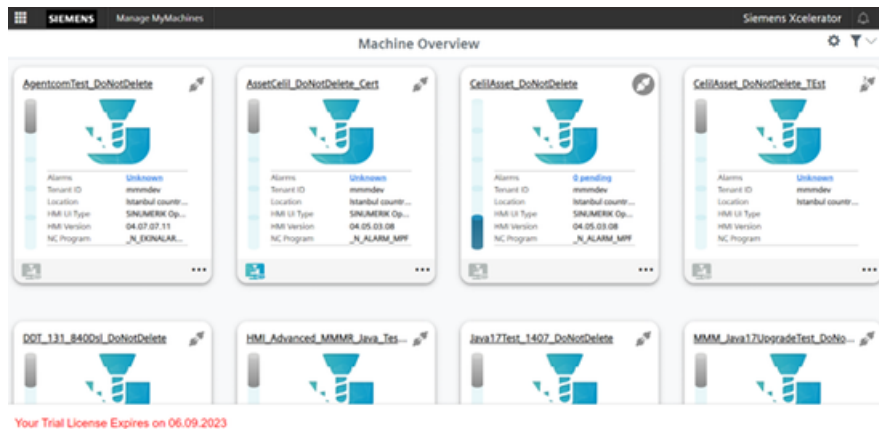 SIEMENS Manage MyMachines Siemens Xcelerator
Machine Overview
AgentcomTest_DoNotDelete
Alarms Unknown
Tenant ID mmmdev
Location Istanbul countr...
HMI UI Type SINUMERIK Op...
HMI Version 04.07.07.11
NC Program _N_EKINALAR...
AssetCelil_DoNotDelete_Cert
Alarms Unknown
Tenant ID mmmdev
Location Istanbul countr...
HMI UI Type SINUMERIK Op...
HMI Version 04.05.03.08
NC Program _N_ALARM_MPF
CelilAsset_DoNotDelete
Alarms 0 pending
Tenant ID mmmdev
Location Istanbul countr...
HMI UI Type SINUMERIK Op...
HMI Version 04.05.03.08
NC Program _N_ALARM_MPF
CelilAsset_DoNotDelete_TEst
Alarms Unknown
Tenant ID mmmdev
Location Istanbul countr...
HMI UI Type
HMI Version
NC Program
DDT_131_840Dsl_DoNotDelete
HMI_Advanced_MMMR_Java_Tes...
Java17Test_1407_DoNotDelete
MMM_Java17UpgradeTest_DoNo...
Your Trial License Expires on 06.09.2023